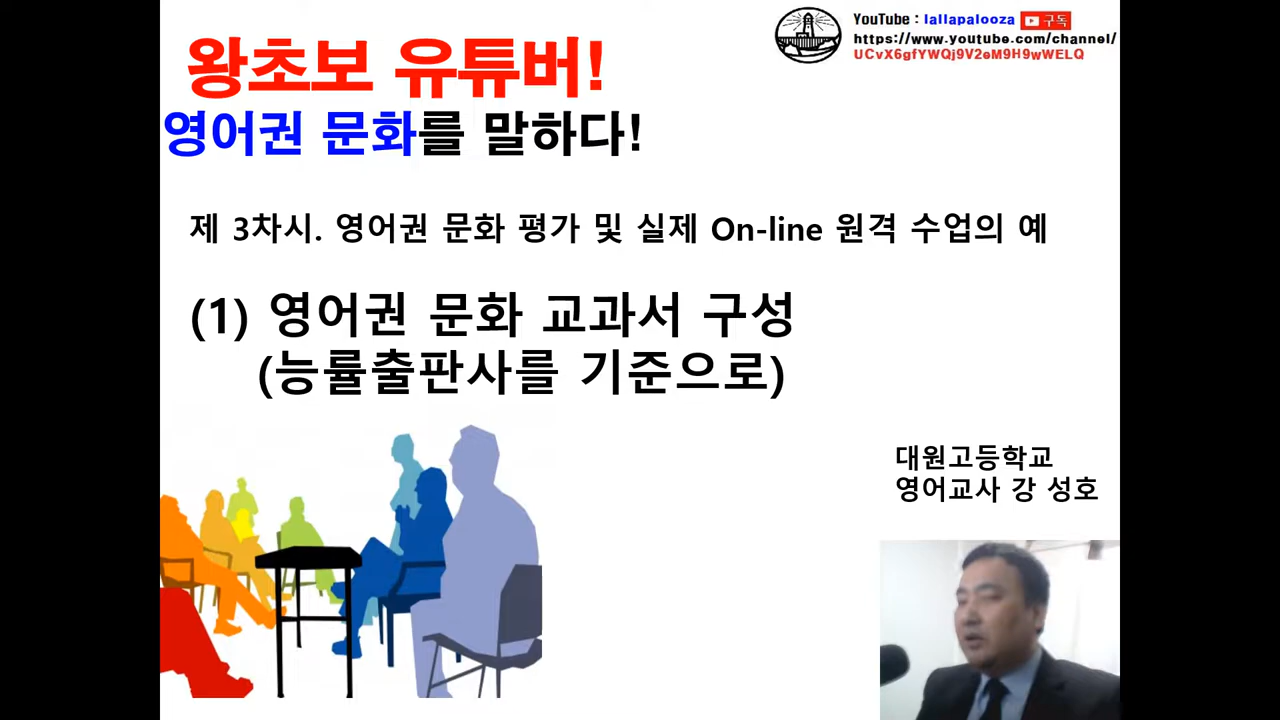 YouTube : lallapalooza 구독
https://www.youtube.com/channel/
UCvX6gfYWQj9V2eM9H9wWELQ
왕초보 유튜버!
영어권 문화를 말하다!
제 3차시. 영어권 문화 평가 및 실제 On-line 원격 수업의 예
(1) 영어권 문화 교과서 구성
(능률출판사를 기준으로)
대원고등학교
영어교사 강 성호